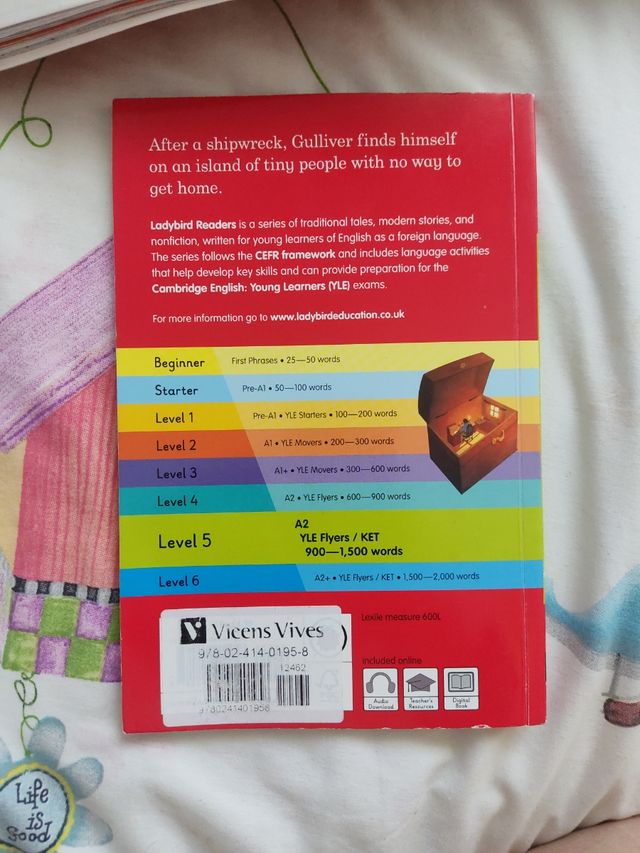 After a shipwreck, Gulliver finds himself
on an island of tiny people with no way to
get home.
Ladybird Readers is a series of traditional tales, modern stories, and
nonfiction, written for young learners of English as a foreign language.
The series follows the CEFR framework and includes language activities
that help develop key skills and can provide preparation for the
Cambridge English: Young Learners (YLE) exams.
For more information go to www.ladybirdeducation.co.uk
Beginner First Phrases • 25—50 words
Starter Pre-A1 • 50—100 words
Level 1 Pre-A1 • YLE Starters • 100—200 words
Level 2 A1 • YLE Movers • 200—300 words
Level 3 A1+ • YLE Movers • 300—600 words
Level 4 A2 • YLE Flyers • 600—900 words
A2
Level 5 YLE Flyers / KET
900—1,500 words
Level 6 A2+ • YLE Flyers / KET • 1,500—2,000 words
Lexile measure 600L
V Vicens Vives
978-02-414-0195-8
12462
9780241401958
Included online
Audio Download
Teacher's Resources
Digital Book
Life
is
Good